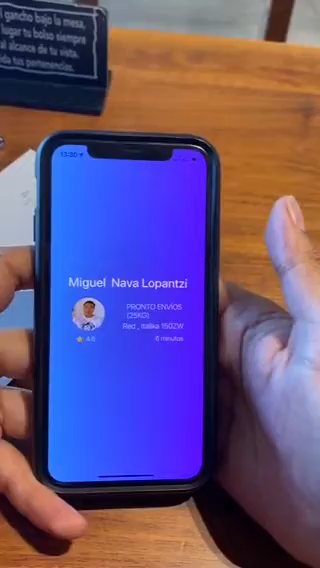 gancho bajo la mesa,
lugar tu bolso siempre
al alcance de tu vista.
tus pertenencias.
13:30
Miguel Nava Lopantzi
PRONTO ENVÍOS
(25KG)
Red , Italika 150ZW
4.6
6 minutos